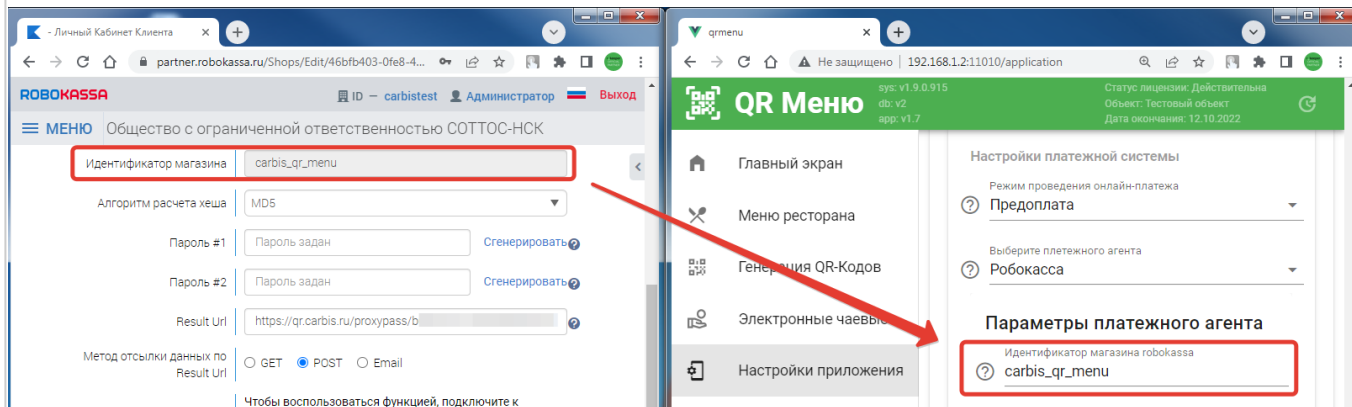 - Личный Кабинет Клиента
partner.robokassa.ru/Shops/Edit/46bfb403-0fe8-4...
ROBOKASSA
ID — carbistest
Администратор
Выход
МЕНЮ
Общество с ограниченной ответственностью СОТТОС-НСК
Идентификатор магазина
carbis_qr_menu
Алгоритм расчета хеша
MD5
Пароль #1
Пароль задан
Сгенерировать
Пароль #2
Пароль задан
Сгенерировать
Result Url
https://qr.carbis.ru/proxypass/b
Метод отсылки данных по
Result Url
GET
POST
Email
Чтобы воспользоваться функцией, подключите к
qrmenu
Не защищено
192.168.1.2:11010/application
QR Меню
sys: v1.9.0.915
db: v2
app: v1.7
Статус лицензии: Действительна
Объект: Тестовый объект
Дата окончания: 12.10.2022
Главный экран
Меню ресторана
Генерация QR-Кодов
Электронные чаевые
Настройки приложения
Настройки платежной системы
Режим проведения онлайн-платежа
Предоплата
Выберите плетежного агента
Робокасса
Параметры платежного агента
Идентификатор магазина robokassa
carbis_qr_menu